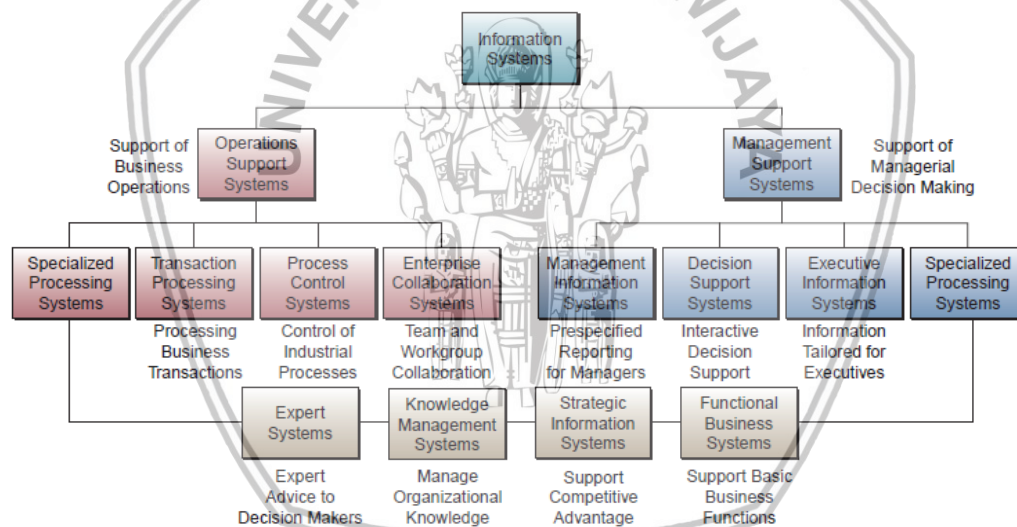 Information
Systems
Support of
Business
Operations
Operations
Support
Systems
Management
Support
Systems
Support of
Managerial
Decision Making
Specialized
Processing
Systems
Transaction
Processing
Systems
Processing
Business
Transactions
Process
Control
Systems
Control of
Industrial
Processes
Enterprise
Collaboration
Systems
Team and
Workgroup
Collaboration
Management
Information
Systems
Prespecified
Reporting
for Managers
Decision
Support
Systems
Interactive
Decision
Support
Executive
Information
Systems
Information
Tailored for
Executives
Specialized
Processing
Systems
Expert
Systems
Expert
Advice to
Decision Makers
Knowledge
Management
Systems
Manage
Organizational
Knowledge
Strategic
Information
Systems
Support
Competitive
Advantage
Functional
Business
Systems
Support Basic
Business
Functions